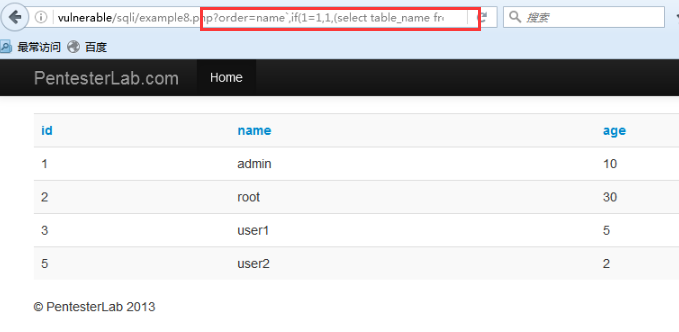 vulnerable/sqli/example8.php?order=name`,if(1=1,1,(select table_name fr
搜索
最常访问 百度
PentesterLab.com Home
id name age
1 admin 10
2 root 30
3 user1 5
5 user2 2
© PentesterLab 2013